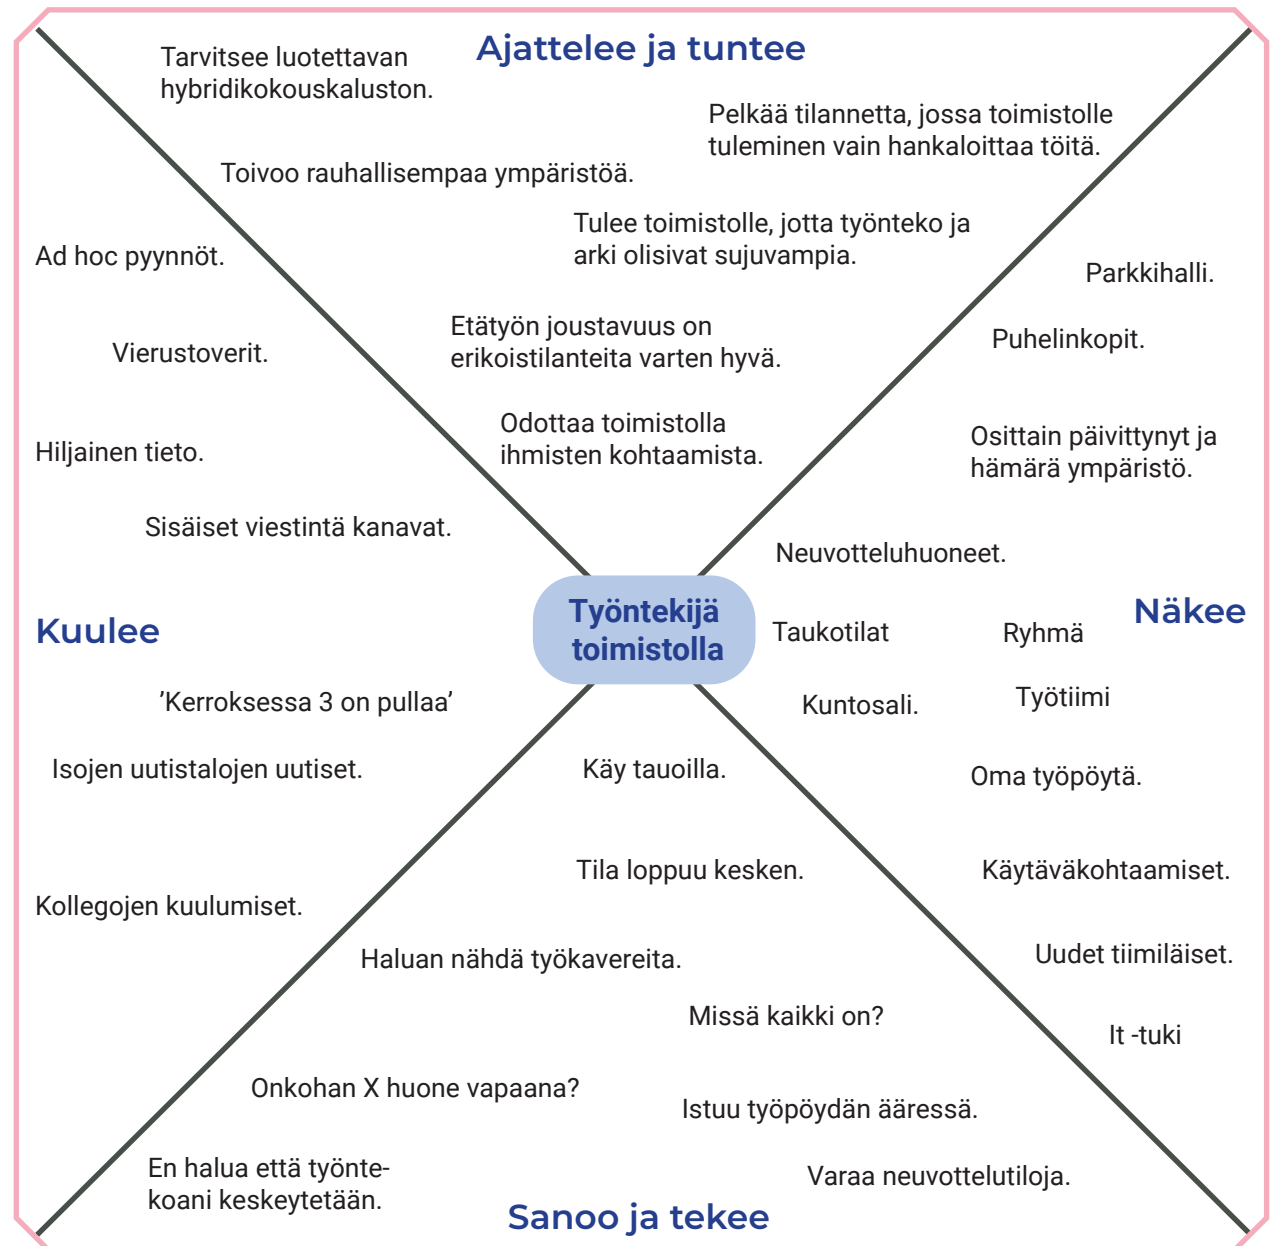 Ajattelee ja tuntee
Tarvitsee luotettavan
hybridikokouskaluston.
Pelkää tilannetta, jossa toimistolle
tuleminen vain hankaloittaa töitä.
Toivoo rauhallisempaa ympäristöä.
Tulee toimistolle, jotta työnteko ja
arki olisivat sujuvampia.
Etätyön joustavuus on
erikoistilanteita varten hyvä.
Odottaa toimistolla
ihmisten kohtaamista.
Ad hoc pyynnöt.
Vierustoverit.
Hiljainen tieto.
Sisäiset viestintä kanavat.
Kuulee
’Kerroksessa 3 on pullaa’
Isojen uutistalojen uutiset.
Kollegojen kuulumiset.
Työntekijä
toimistolla
Parkkihalli.
Puhelinkopit.
Osittain päivittynyt ja
hämärä ympäristö.
Neuvotteluhuoneet.
Näkee
Taukotilat
Ryhmä
Kuntosali.
Työtiimi
Oma työpöytä.
Käytäväkohtaamiset.
Uudet tiimiläiset.
It -tuki
Käy tauoilla.
Tila loppuu kesken.
Haluan nähdä työkavereita.
Missä kaikki on?
Onkohan X huone vapaana?
Istuu työpöydän ääressä.
En halua että työnte-
koani keskeytetään.
Varaa neuvottelutiloja.
Sanoo ja tekee